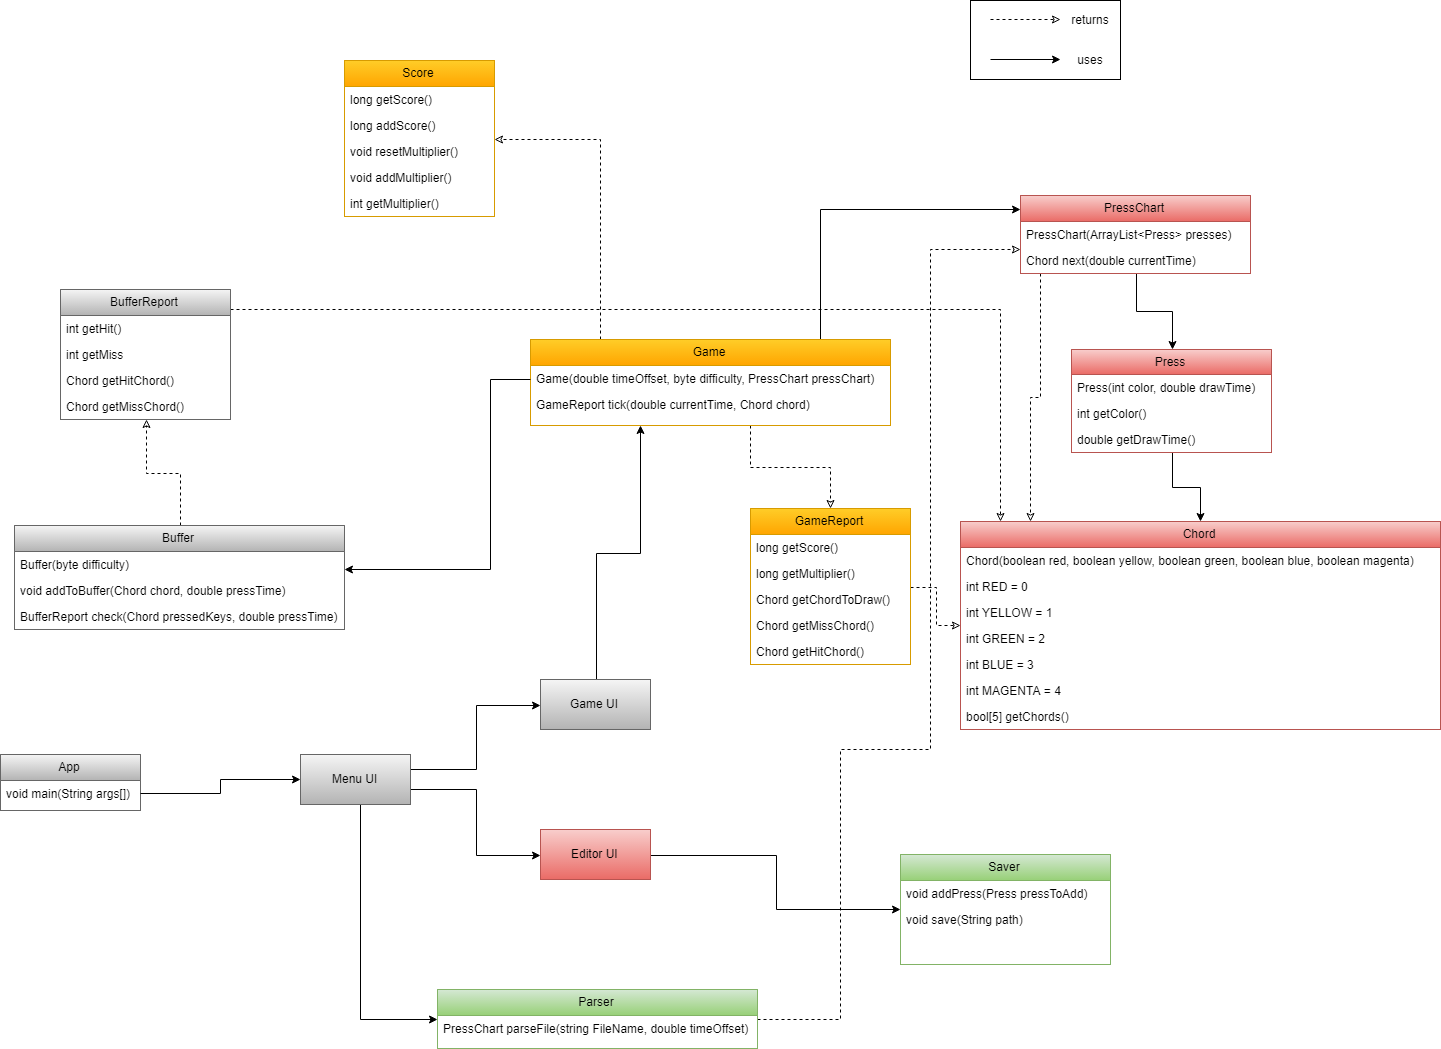 returns
uses
Score
long getScore()
long addScore()
void resetMultiplier()
void addMultiplier()
int getMultiplier()
PressChart
PressChart(ArrayList<Press> presses)
Chord next(double currentTime)
BufferReport
int getHit()
int getMiss
Chord getHitChord()
Chord getMissChord()
Game
Game(double timeOffset, byte difficulty, PressChart pressChart)
GameReport tick(double currentTime, Chord chord)
Press
Press(int color, double drawTime)
int getColor()
double getDrawTime()
Buffer
Buffer(byte difficulty)
void addToBuffer(Chord chord, double pressTime)
BufferReport check(Chord pressedKeys, double pressTime)
GameReport
long getScore()
long getMultiplier()
Chord getChordToDraw()
Chord getMissChord()
Chord getHitChord()
Chord
Chord(boolean red, boolean yellow, boolean green, boolean blue, boolean magenta)
int RED = 0
int YELLOW = 1
int GREEN = 2
int BLUE = 3
int MAGENTA = 4
bool[5] getChords()
Game UI
App
void main(String args[])
Menu UI
Editor UI
Saver
void addPress(Press pressToAdd)
void save(String path)
Parser
PressChart parseFile(string FileName, double timeOffset)